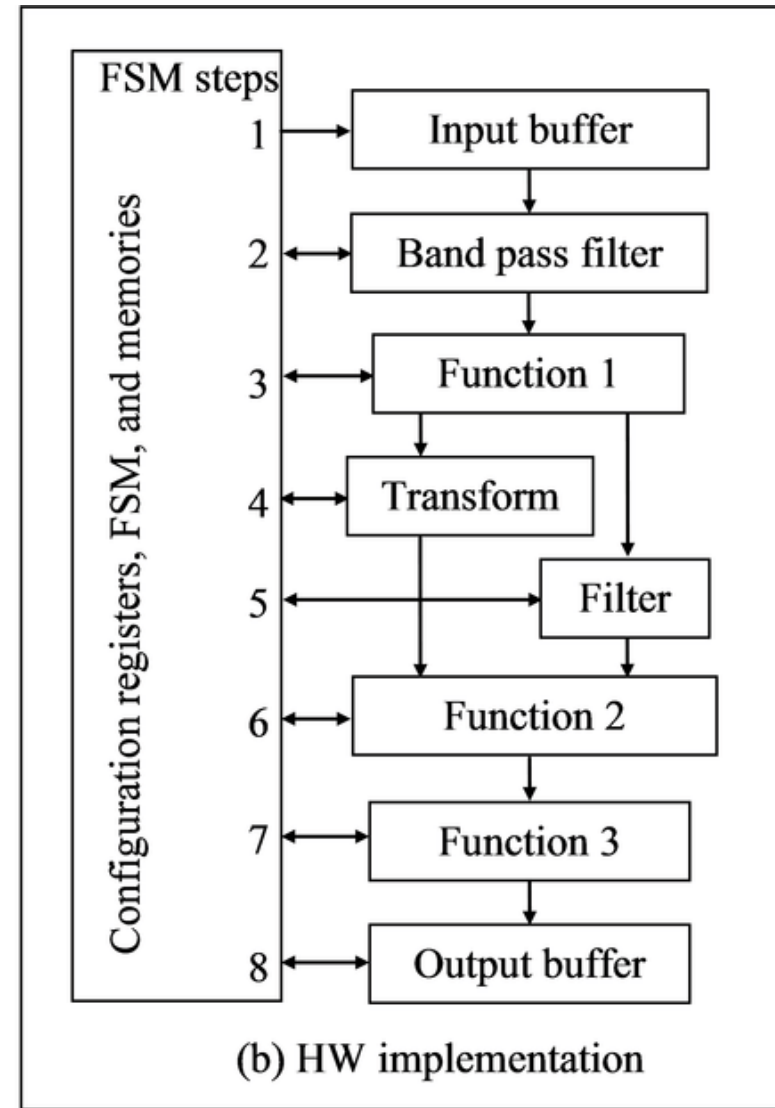 FSM steps
1
Input buffer
2
Band pass filter
3
Function 1
4
Transform
5
Filter
6
Function 2
7
Function 3
8
Output buffer
Configuration registers, FSM, and memories
(b) HW implementation